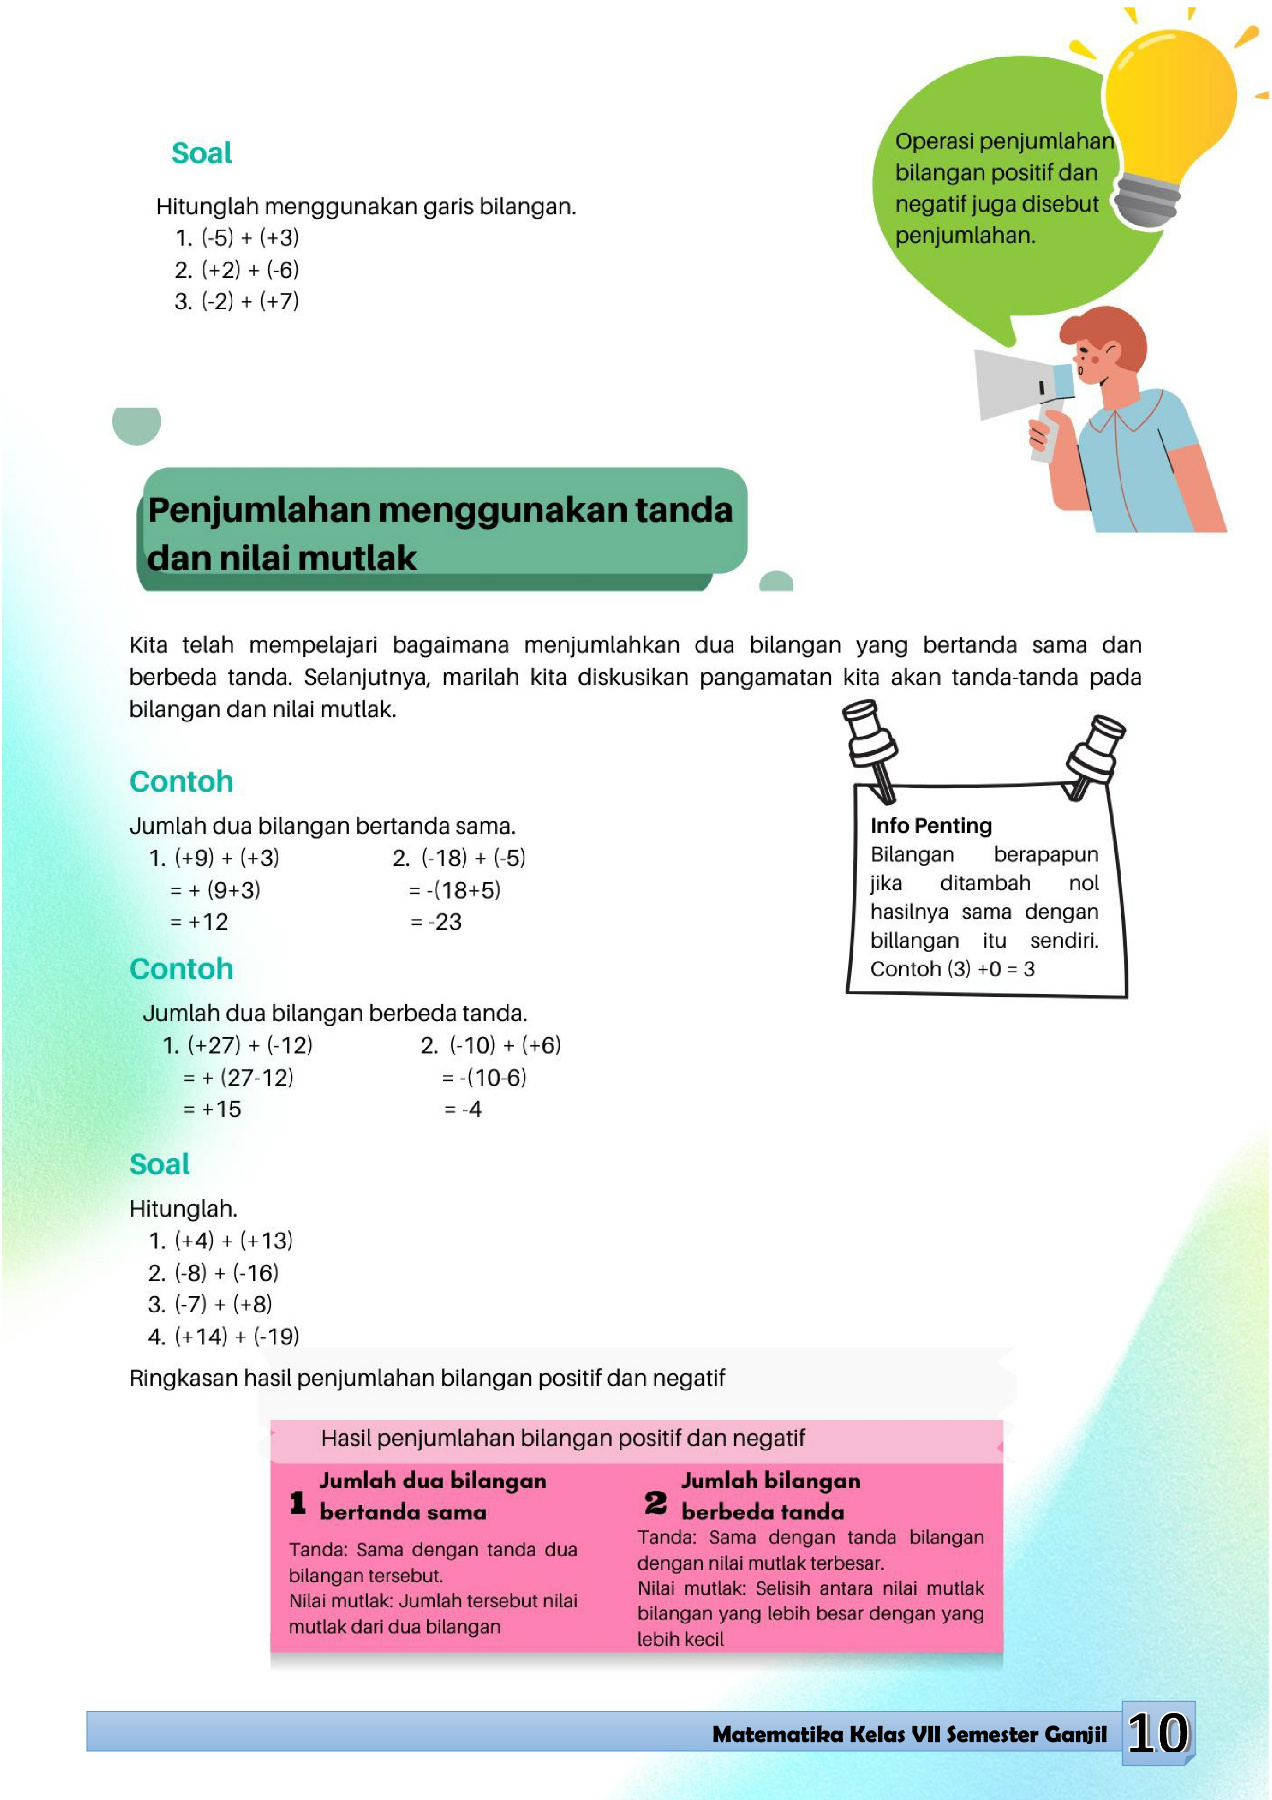 Soal
Hitunglah menggunakan garis bilangan.
1. (-5) + (+3)
2. (+2) + (-6)
3. (-2) + (+7)
Operasi penjumlahan
bilangan positif dan
negatif juga disebut
penjumlahan.
Penjumlahan menggunakan tanda
dan nilai mutlak
Kita telah mempelajari bagaimana menjumlahkan dua bilangan yang bertanda sama dan
berbeda tanda. Selanjutnya, marilah kita diskusikan pangamatan kita akan tanda-tanda pada
bilangan dan nilai mutlak.
Contoh
Jumlah dua bilangan bertanda sama.
1. (+9) + (+3)
= + (9+3)
= +12
2. (-18) + (-5)
= -(18+5)
= -23
Info Penting
Bilangan berapapun
jika ditambah nol
hasilnya sama dengan
billangan itu sendiri.
Contoh (3) +0 = 3
Contoh
Jumlah dua bilangan berbeda tanda.
1. (+27) + (-12)
= + (27-12)
= +15
2. (-10) + (+6)
= -(10-6)
= -4
Soal
Hitunglah.
1. (+4) + (+13)
2. (-8) + (-16)
3. (-7) + (+8)
4. (+14) + (-19)
Ringkasan hasil penjumlahan bilangan positif dan negatif
Hasil penjumlahan bilangan positif dan negatif
1 Jumlah dua bilangan
bertanda sama
Tanda: Sama dengan tanda dua
bilangan tersebut.
Nilai mutlak: Jumlah tersebut nilai
mutlak dari dua bilangan
2 Jumlah bilangan
berbeda tanda
Tanda: Sama dengan tanda bilangan
dengan nilai mutlak terbesar.
Nilai mutlak: Selisih antara nilai mutlak
bilangan yang lebih besar dengan yang
lebih kecil
Matematika Kelas VII Semester Ganjil 10